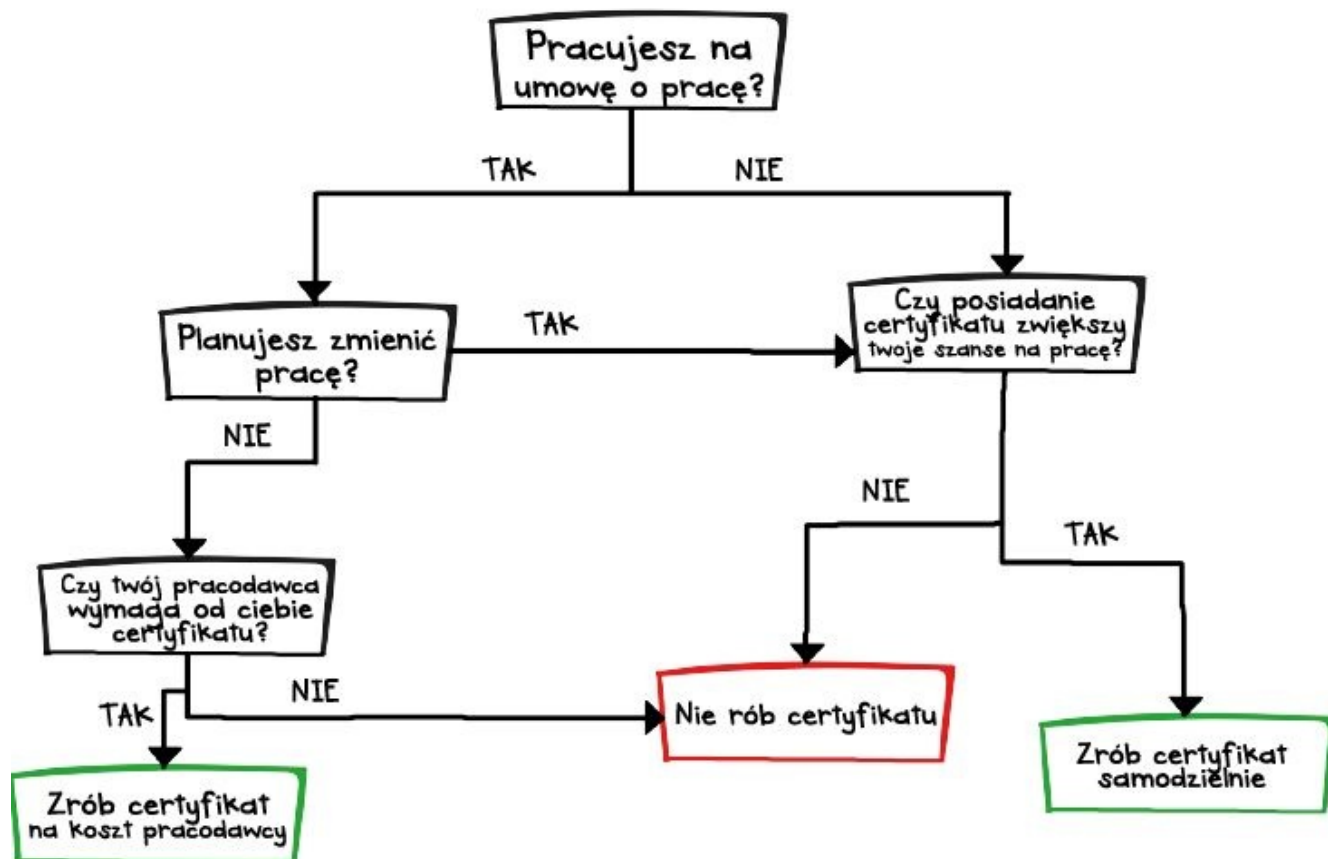 Pracujesz na
umowę o pracę?
TAK
NIE
Planujesz zmienić
pracę?
TAK
Czy posiadanie
certyfikatu zwiększy
twoje szanse na pracę?
NIE
NIE
TAK
Czy twój pracodawca
wymaga od ciebie
certyfikatu?
TAK
NIE
Nie rób certyfikatu
Zrób certyfikat
samodzielnie
Zrób certyfikat
na koszt pracodawcy